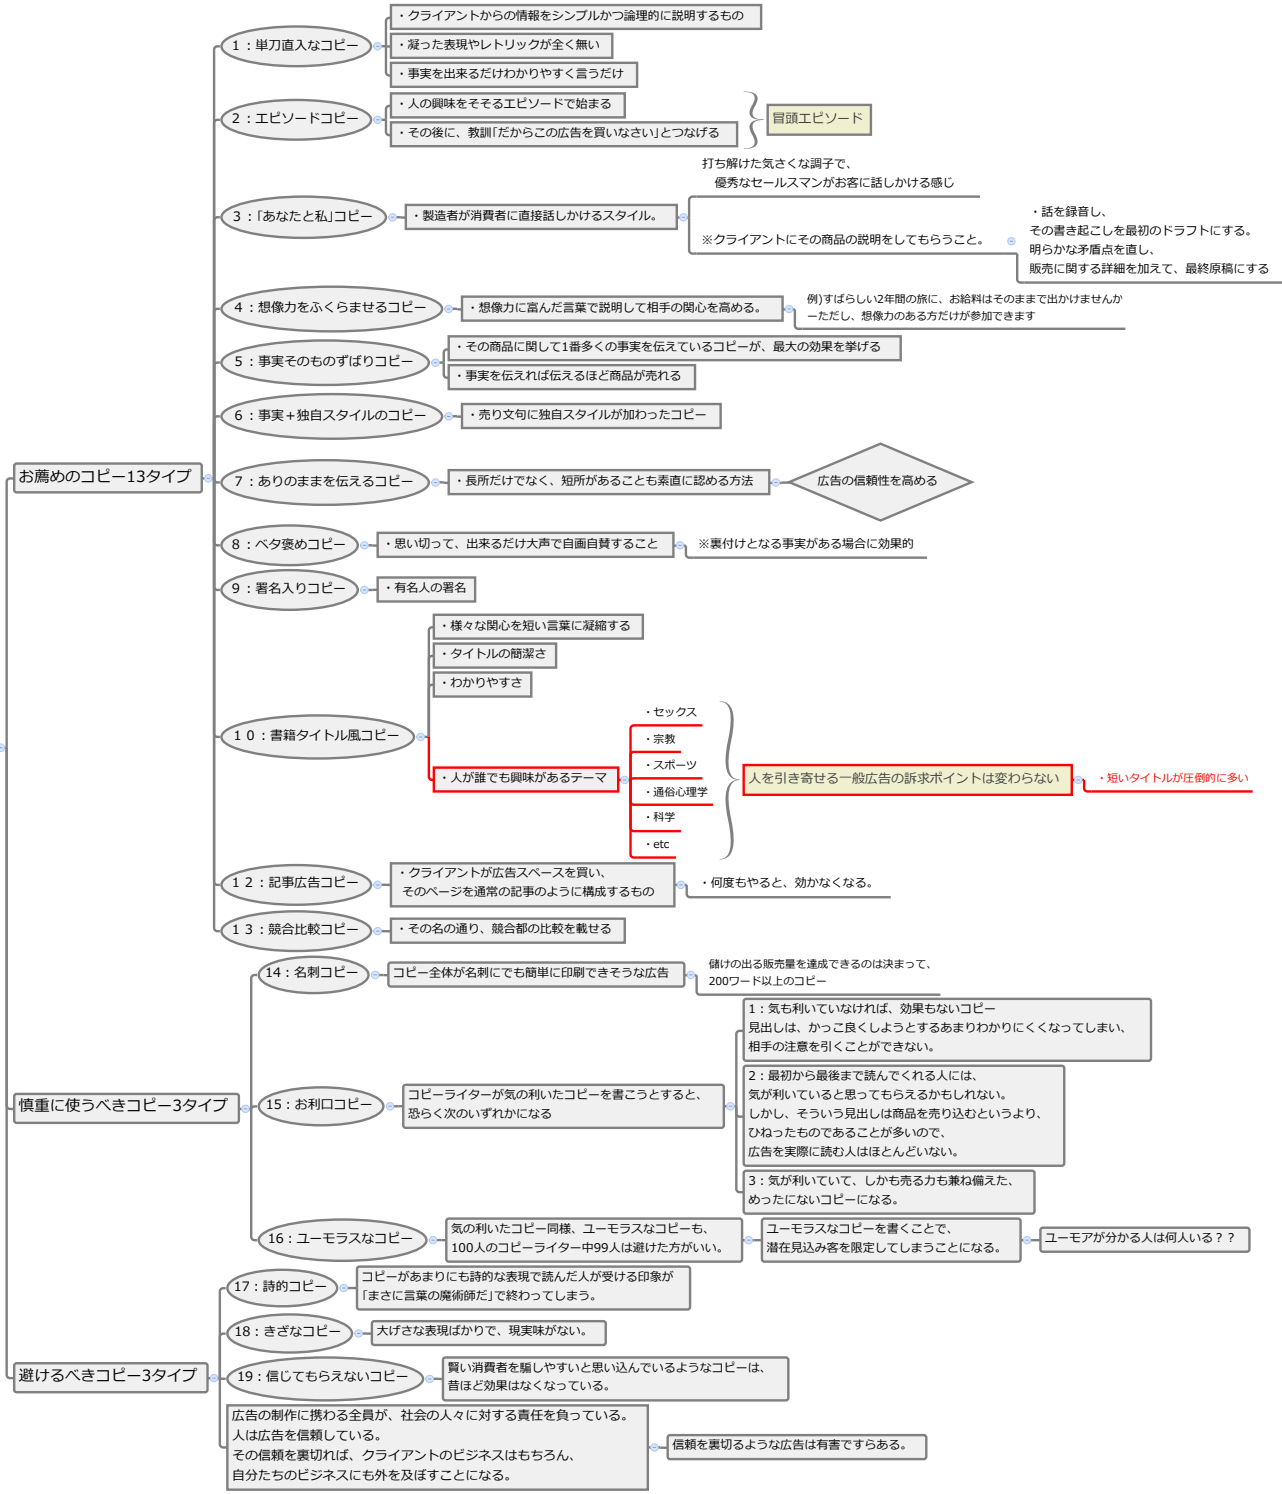 お薦めのコピー13タイプ
１：単刀直入なコピー
・クライアントからの情報をシンプルかつ論理的に説明するもの
・凝った表現やレトリックが全く無い
・事実を出来るだけわかりやすく言うだけ
２：エピソードコピー
・人の興味をそそるエピソードで始まる
・その後に、教訓｢だからこの広告を買いなさい｣とつなげる
冒頭エピソード
３：｢あなたと私｣コピー
・製造者が消費者に直接話しかけるスタイル。
打ち解けた気さくな調子で、
優秀なセールスマンがお客に話しかける感じ
※クライアントにその商品の説明をしてもらうこと。
・話を録音し、
その書き起こしを最初のドラフトにする。
明らかな矛盾点を直し、
販売に関する詳細を加えて、最終原稿にする
４：想像力をふくらませるコピー
・想像力に富んだ言葉で説明して相手の関心を高める。
例)すばらしい2年間の旅に、お給料はそのままで出かけませんか
ーただし、想像力のある方だけが参加できます
５：事実そのものずばりコピー
・その商品に関して1番多くの事実を伝えているコピーが、最大の効果を挙げる
・事実を伝えれば伝えるほど商品が売れる
６：事実＋独自スタイルのコピー
・売り文句に独自スタイルが加わったコピー
７：ありのままを伝えるコピー
・長所だけでなく、短所があることも素直に認める方法
広告の信頼性を高める
８：ベタ褒めコピー
・思い切って、出来るだけ大声で自画自賛すること
※裏付けとなる事実がある場合に効果的
９：署名入りコピー
・有名人の署名
１０：書籍タイトル風コピー
・様々な関心を短い言葉に凝縮する
・タイトルの簡潔さ
・わかりやすさ
・人が誰でも興味があるテーマ
・セックス
・宗教
・スポーツ
・通俗心理学
・科学
・etc
人を引き寄せる一般広告の訴求ポイントは変わらない
・短いタイトルが圧倒的に多い
１２：記事広告コピー
・クライアントが広告スペースを買い、
そのページを通常の記事のように構成するもの
・何度もやると、効かなくなる。
１３：競合比較コピー
・その名の通り、競合都の比較を載せる
慎重に使うべきコピー3タイプ
14：名刺コピー
コピー全体が名刺にでも簡単に印刷できそうな広告
儲けの出る販売量を達成できるのは決まって、
200ワード以上のコピー
15：お利口コピー
コピーライターが気の利いたコピーを書こうとすると、
恐らく次のいずれかになる
1：気も利いていなければ、効果もないコピー
見出しは、かっこ良くしようとするあまりわかりにくくなってしまい、
相手の注意を引くことができない。
2：最初から最後まで読んでくれる人には、
気が利いていると思ってもらえるかもしれない。
しかし、そういう見出しは商品を売り込むというより、
ひねったものであることが多いので、
広告を実際に読む人はほとんどいない。
3：気が利いていて、しかも売る力も兼ね備えた、
めったにないコピーになる。
16：ユーモラスなコピー
気の利いたコピー同様、ユーモラスなコピーも、
100人のコピーライター中99人は避けた方がいい。
ユーモラスなコピーを書くことで、
潜在見込み客を限定してしまうことになる。
ユーモアが分かる人は何人いる？？
避けるべきコピー3タイプ
17：詩的コピー
コピーがあまりにも詩的な表現で読んだ人が受ける印象が
｢まさに言葉の魔術師だ｣で終わってしまう。
18：きざなコピー
大げさな表現ばかりで、現実味がない。
19：信じてもらえないコピー
賢い消費者を騙しやすいと思い込んでいるようなコピーは、
昔ほど効果はなくなっている。
広告の制作に携わる全員が、社会の人々に対する責任を負っている。
人は広告を信頼している。
その信頼を裏切れば、クライアントのビジネスはもちろん、
自分たちのビジネスにも外を及ぼすことになる。
信頼を裏切るような広告は有害ですらある。